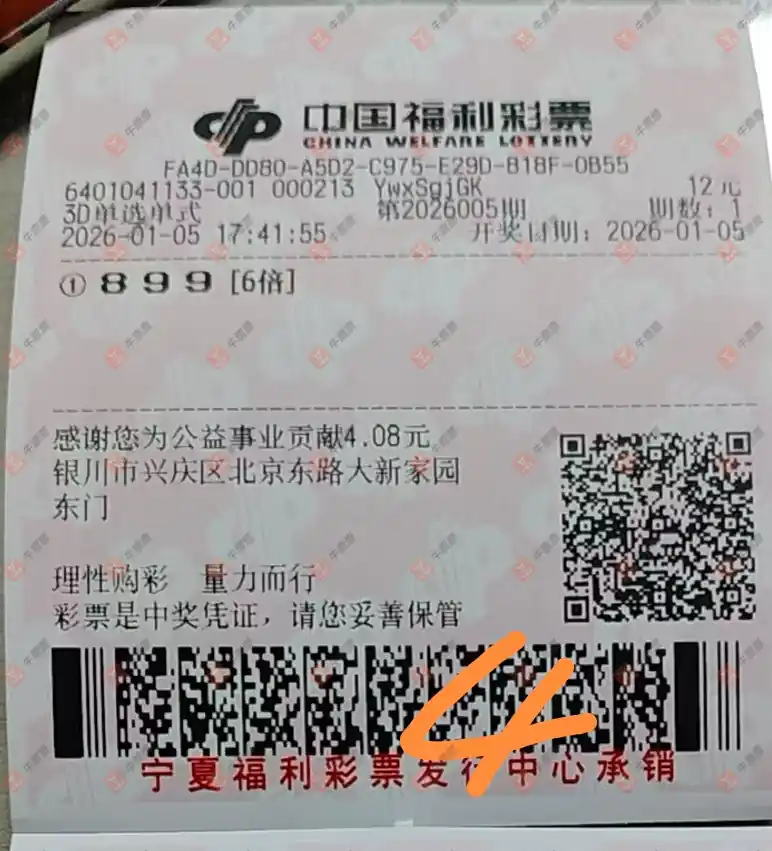 中国福利彩票
CHINA WELFARE LOTTERY
FA4D-DD80-A5D2-C975-E29D-818F-0B55
6401041133-001 000213 YwxSgjGK 12元
3D单选单式 第2026005期 期数：1
2026-01-05 17:41:55 开奖日期：2026-01-05
① 8 9 9 [6倍]
感谢您为公益事业贡献4.08元
银川市兴庆区北京东路大新家园
东门
理性购彩 量力而行
彩票是中奖凭证，请您妥善保管
4
宁夏福利彩票发行中心承销